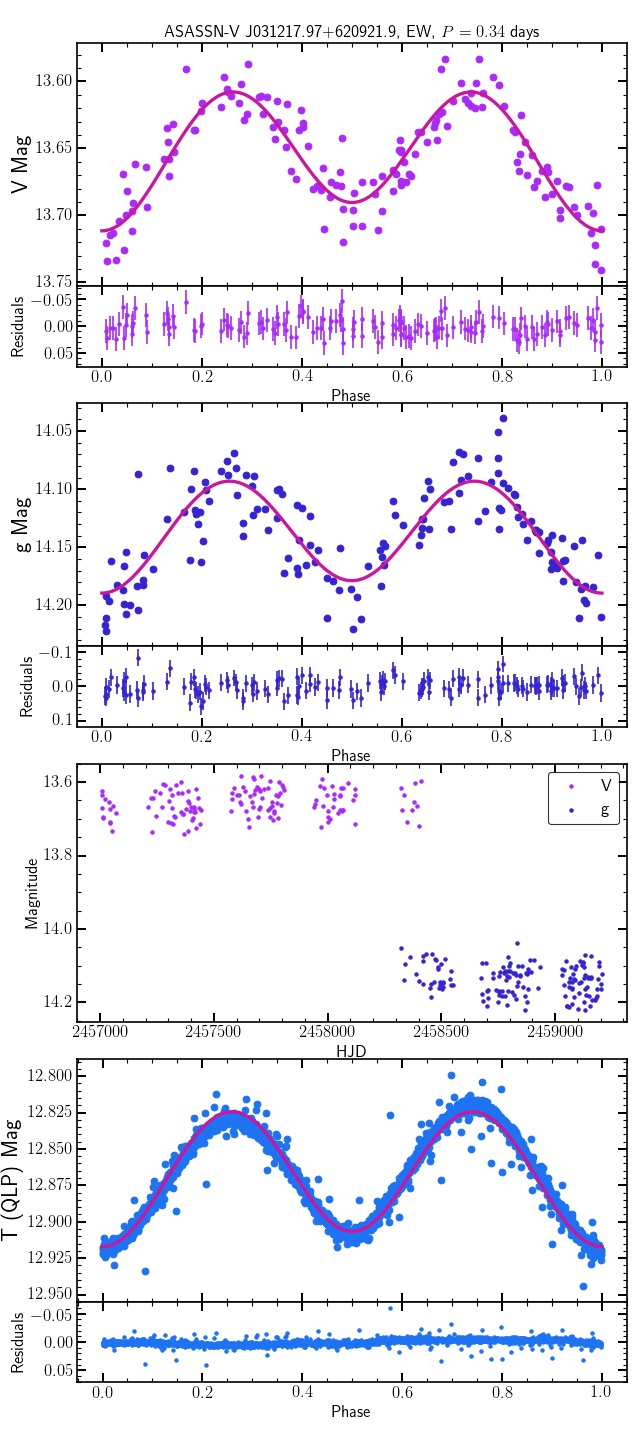 ASASSN-V J031217.97+620921.9, EW, P = 0.34 days
V Mag
13.60
13.65
13.70
13.75
Residuals
−0.05
0.00
0.05
0.0 0.2 0.4 0.6 0.8 1.0
Phase
g Mag
14.05
14.10
14.15
14.20
Residuals
−0.1
0.0
0.1
0.0 0.2 0.4 0.6 0.8 1.0
Phase
Magnitude
13.6
13.8
14.0
14.2
V
g
2457000 2457500 2458000 2458500 2459000
HJD
T (QLP) Mag
12.800
12.825
12.850
12.875
12.900
12.925
12.950
Residuals
−0.05
0.00
0.05
0.0 0.2 0.4 0.6 0.8 1.0
Phase